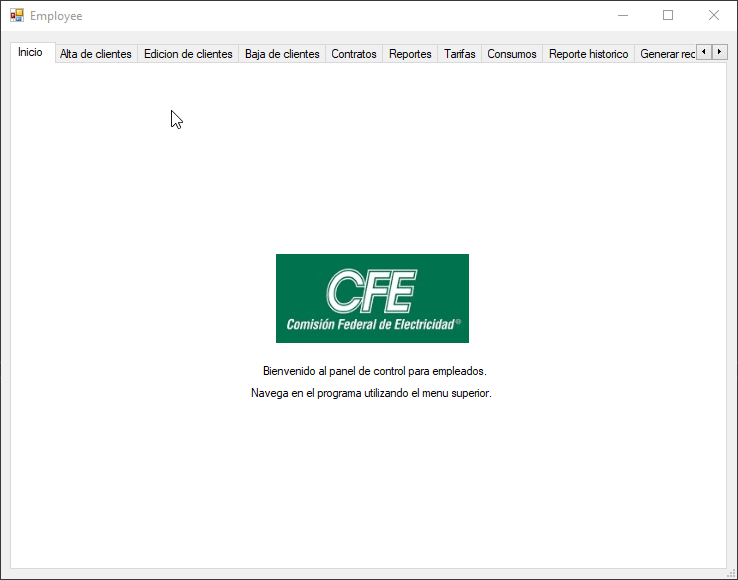 Employee
Inicio Alta de clientes Edicion de clientes Baja de clientes Contratos Reportes Tarifas Consumos Reporte historico Generar rec
CFE
Comisión Federal de Electricidad®
Bienvenido al panel de control para empleados.
Navega en el programa utilizando el menu superior.